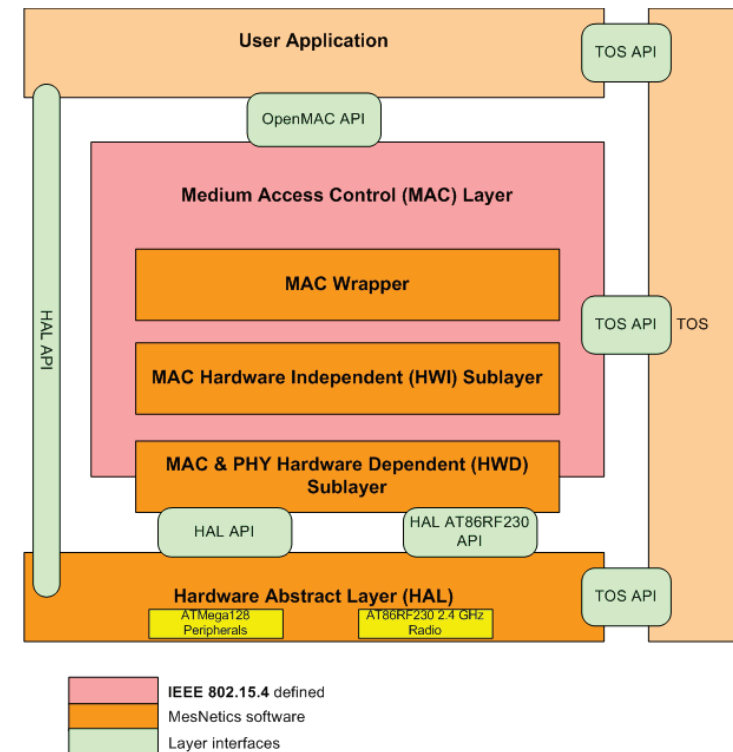 User Application
TOS API
OpenMAC API
Medium Access Control (MAC) Layer
MAC Wrapper
HAL API
TOS API
TOS
MAC Hardware Independent (HWI) Sublayer
MAC & PHY Hardware Dependent (HWD)
Sublayer
HAL API
HAL AT86RF230
API
Hardware Abstract Layer (HAL)
TOS API
ATMega128
Peripherals
AT86RF230 2.4 GHz
Radio
IEEE 802.15.4 defined
MesNetics software
Layer interfaces